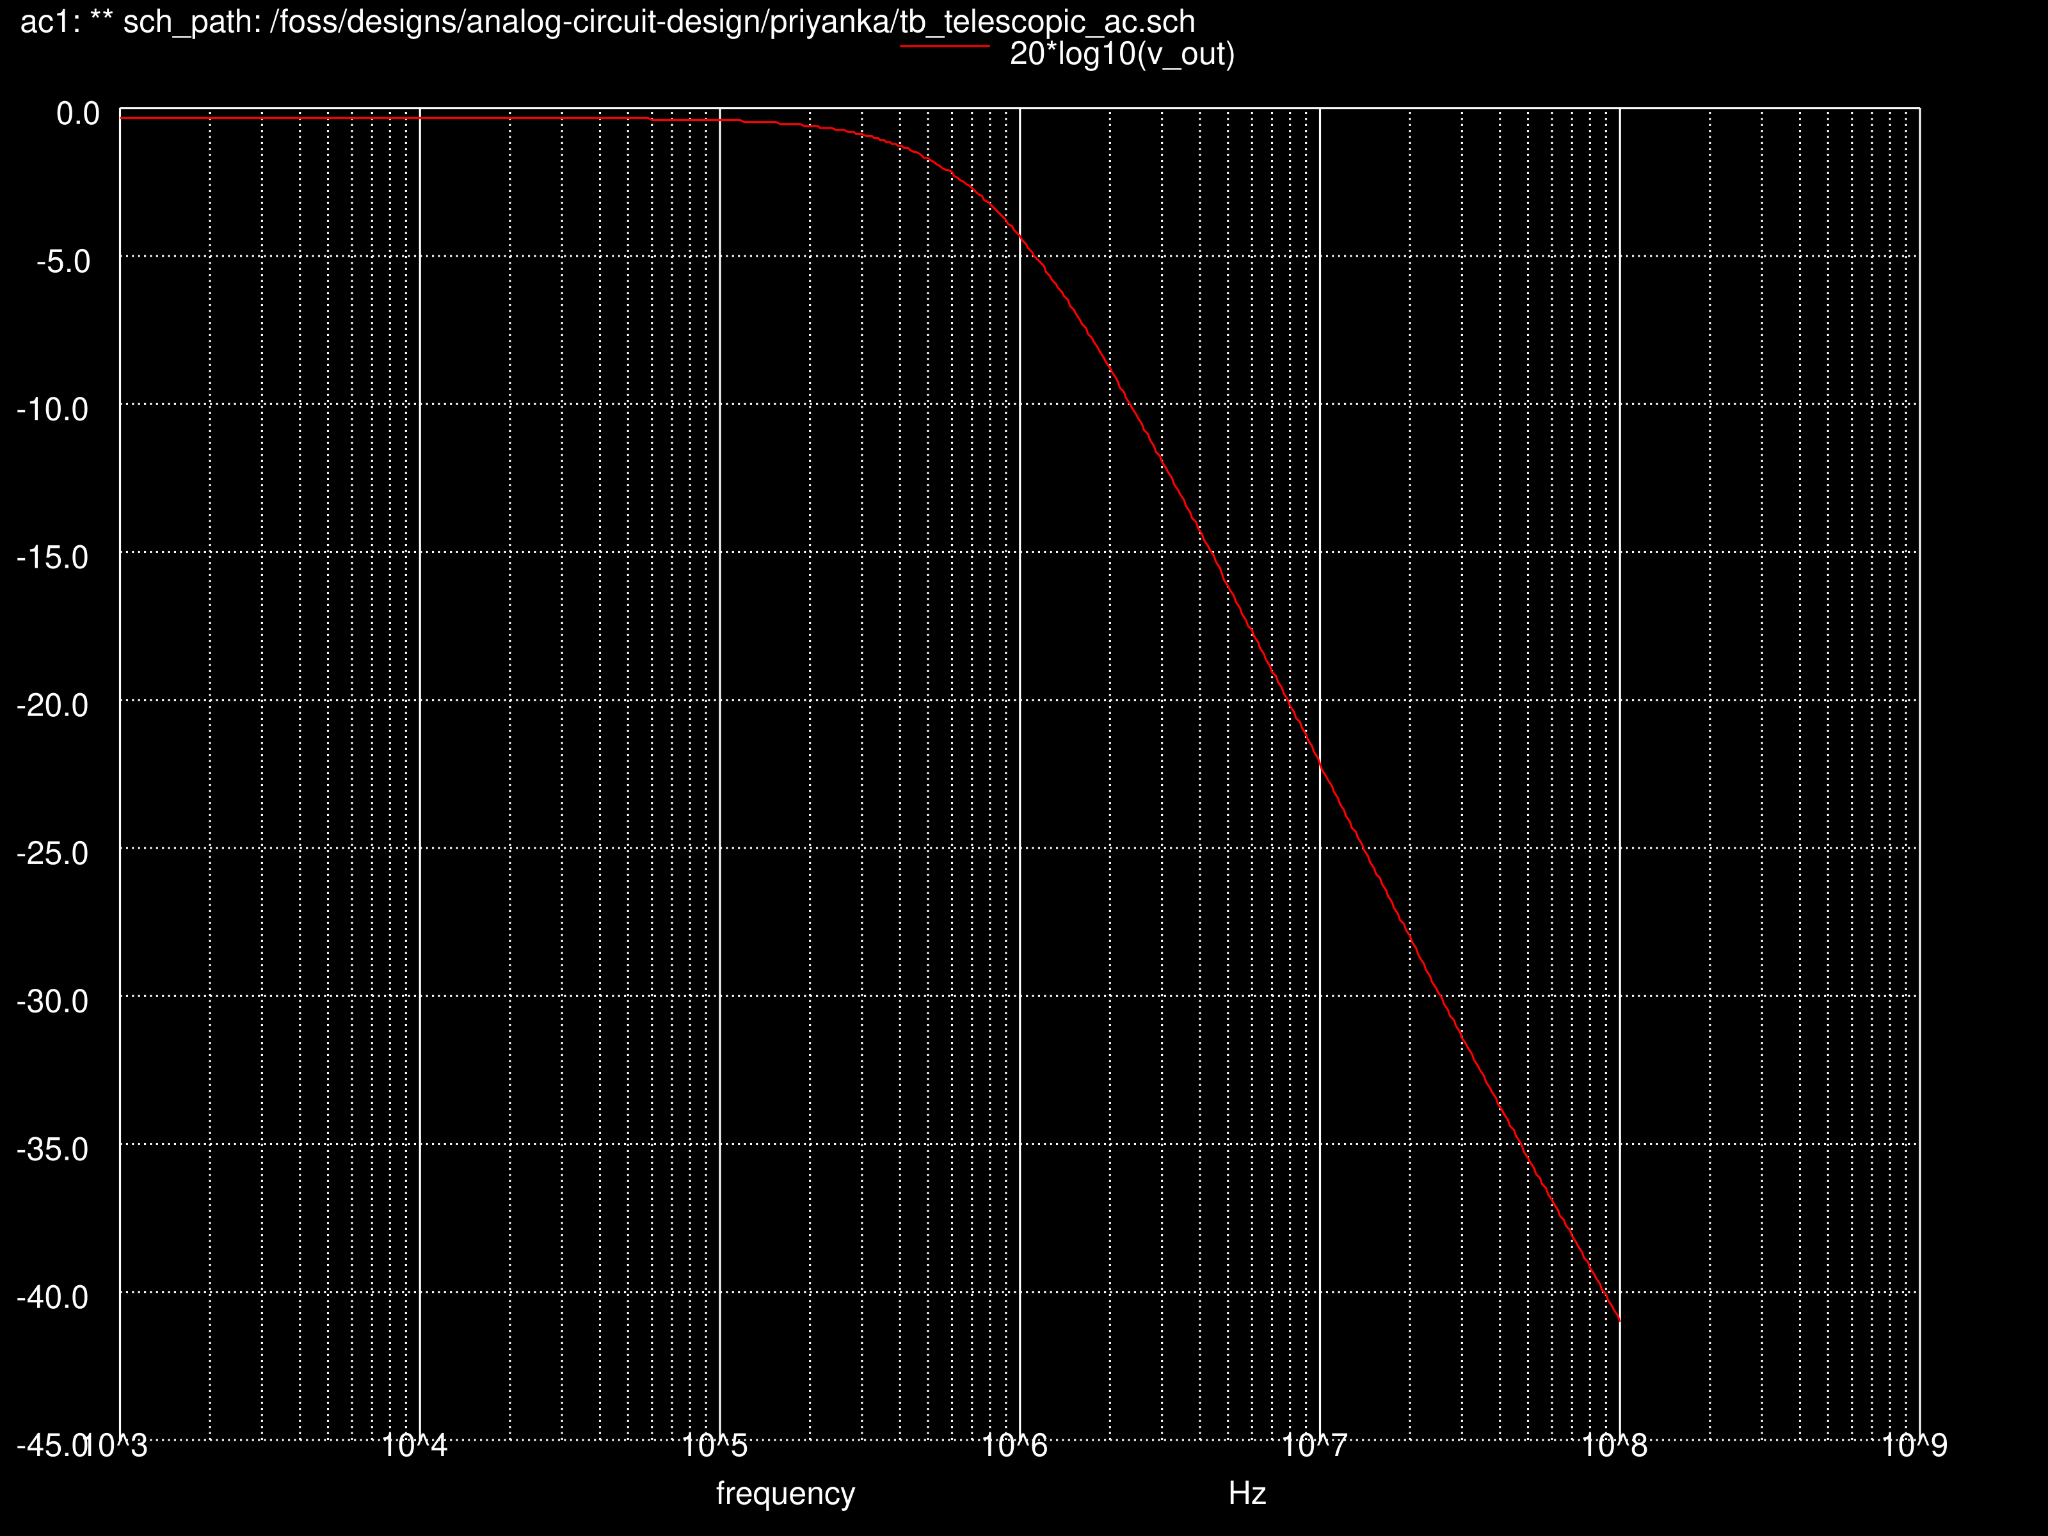 ac1: ** sch_path: /foss/designs/analog-circuit-design/priyanka/tb_telescopic_ac.sch
20*log10(v_out)
0.0
-5.0
-10.0
-15.0
-20.0
-25.0
-30.0
-35.0
-40.0
-45.0
10^3 10^4 10^5 10^6 10^7 10^8 10^9
frequency Hz